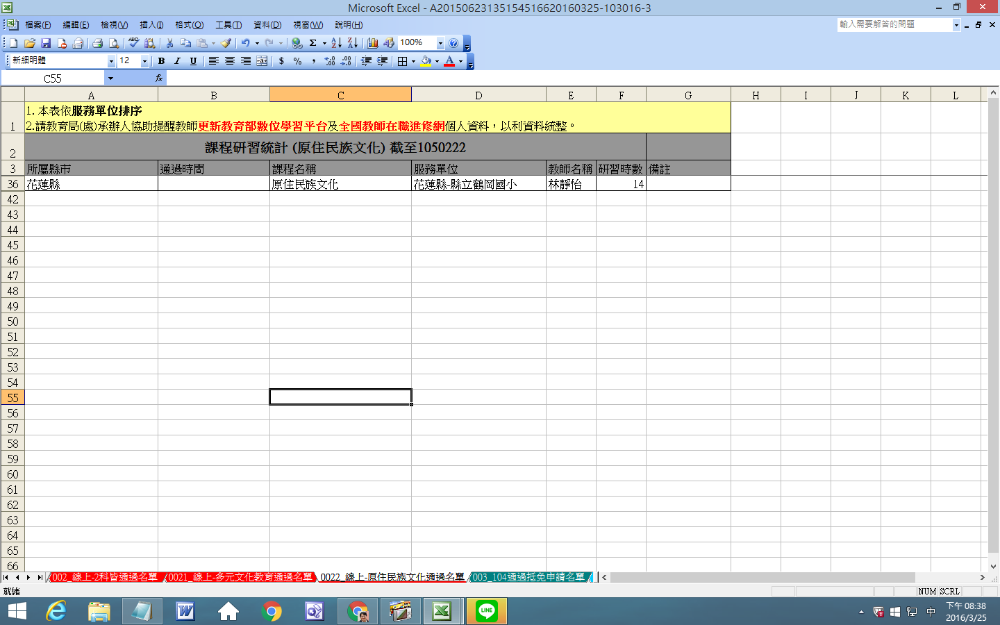 Microsoft Excel - A20150623135154516620160325-103016-3
檔案(F) 編輯(E) 檢視(V) 插入(I) 格式(O) 工具(T) 資料(D) 視窗(W) 說明(H) 輸入需要解答的問題
100%
新細明體 12 B I U $ % ,
C55 fx
A B C D E F G H I J K L
1 1. 本表依服務單位排序
2.請教育局(處)承辦人協助提醒教師更新教育部數位學習平台及全國教師在職進修網個人資料，以利資料統整。
2 課程研習統計 (原住民族文化) 截至1050222
3 所屬縣市 通過時間 課程名稱 服務單位 教師名稱 研習時數 備註
36 花蓮縣 原住民族文化 花蓮縣-縣立鶴岡國小 林靜怡 14
42
43
44
45
46
47
48
49
50
51
52
53
54
55
56
57
58
59
60
61
62
63
64
65
66
002_線上-2科皆通過名單 0021_線上-多元文化教育通過名單 0022_線上-原住民族文化通過名單 003_104通過抵免申請名單
就緒 NUM SCRL
LINE 中 下午 08:38
2016/3/25